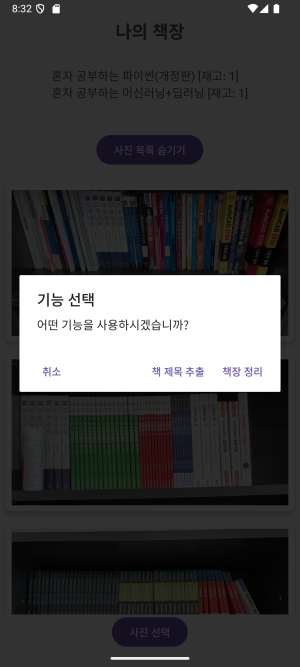 8:32
나의 책장
혼자 공부하는 파이썬(개정판) [재고: 1]
혼자 공부하는 머신러닝+딥러닝 [재고: 1]
사진 목록 숨기기
기능 선택
어떤 기능을 사용하시겠습니까?
취소 책 제목 추출 책장 정리
사진 선택